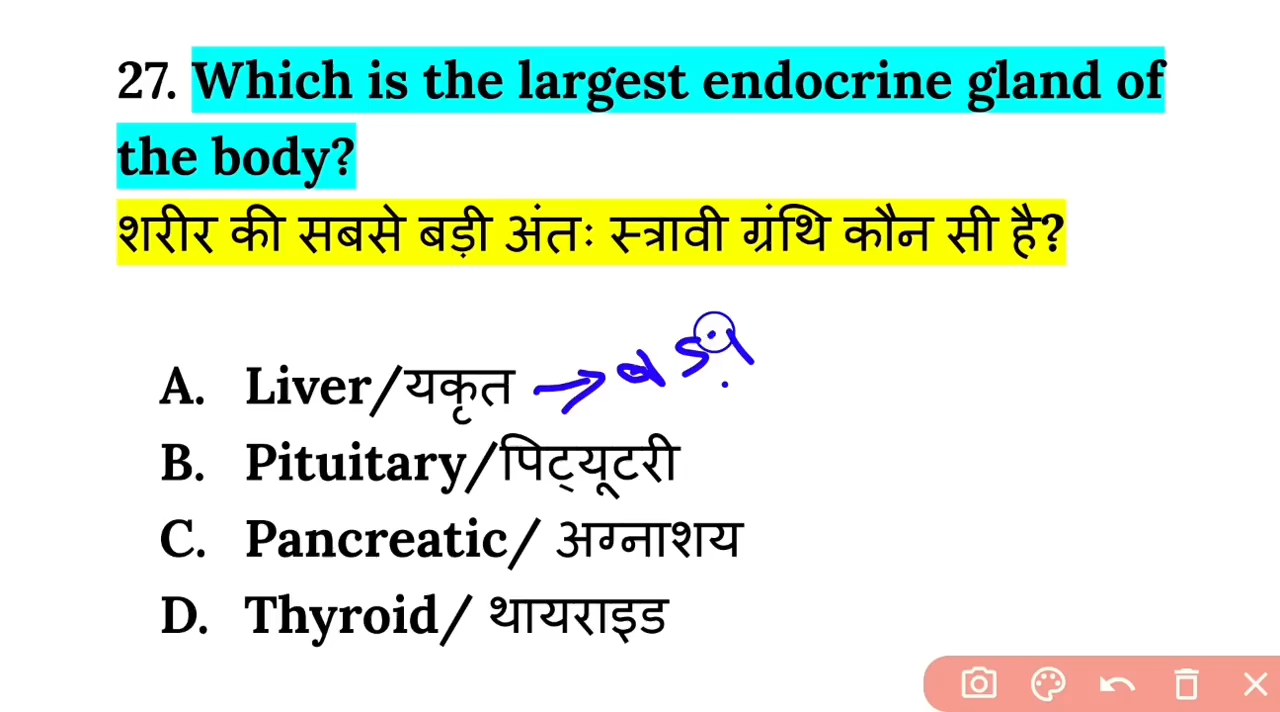 27. Which is the largest endocrine gland of
the body?
शरीर की सबसे बड़ी अंतः स्त्रावी ग्रंथि कौन सी है?
A. Liver/यकृत
B. Pituitary/पिट्यूटरी
C. Pancreatic/ अग्नाशय
D. Thyroid/ थायराइड